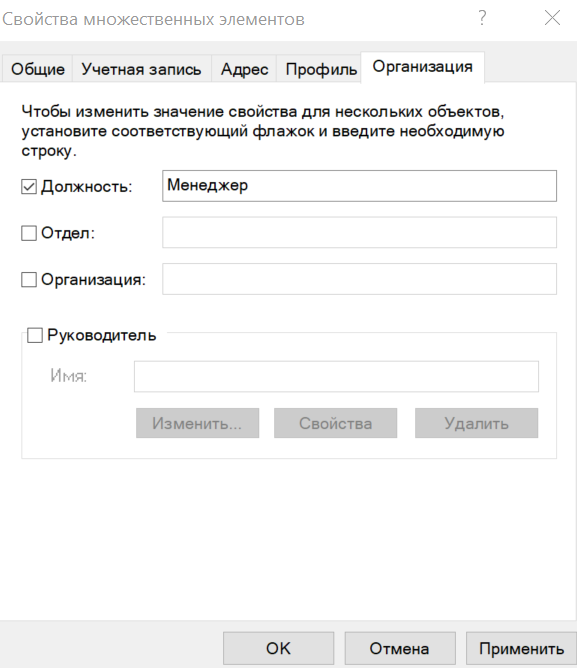 Свойства множественных элементов
Общие Учетная запись Адрес Профиль Организация
Чтобы изменить значение свойства для нескольких объектов,
установите соответствующий флажок и введите необходимую
строку.
Должность: Менеджер
Отдел:
Организация:
Руководитель
Имя:
Изменить... Свойства Удалить
OK Отмена Применить